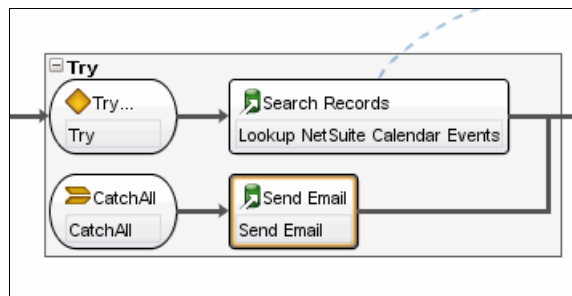 Try
Try...
Try
Search Records
Lookup NetSuite Calendar Events
CatchAll
CatchAll
Send Email
Send Email